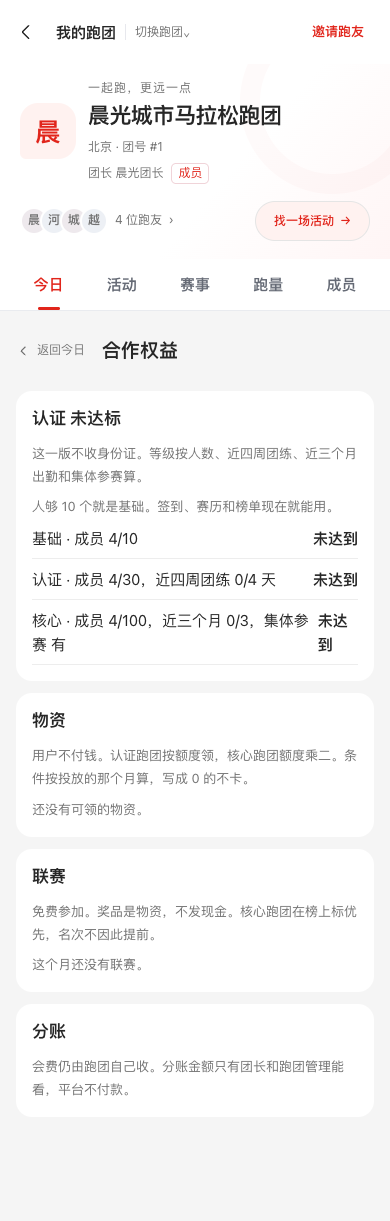 我的跑团
切换跑团
邀请跑友
一起跑，更远一点
晨
晨光城市马拉松跑团
北京 · 团号 #1
团长 晨光团长 成员
晨 河 城 越 4 位跑友 ›
找一场活动 →
今日 活动 赛事 跑量 成员
返回今日 合作权益
认证 未达标
这一版不收身份证。等级按人数、近四周团练、近三个月
出勤和集体参赛算。
人够 10 个就是基础。签到、赛历和榜单现在就能用。
基础 · 成员 4/10 未达到
认证 · 成员 4/30，近四周团练 0/4 天 未达到
核心 · 成员 4/100，近三个月 0/3，集体参 未达
赛 有 到
物资
用户不付钱。认证跑团按额度领，核心跑团额度乘二。条
件按投放的那个月算，写成 0 的不卡。
还没有可领的物资。
联赛
免费参加。奖品是物资，不发现金。核心跑团在榜上标优
先，名次不因此提前。
这个月还没有联赛。
分账
会费仍由跑团自己收。分账金额只有团长和跑团管理能
看，平台不付款。